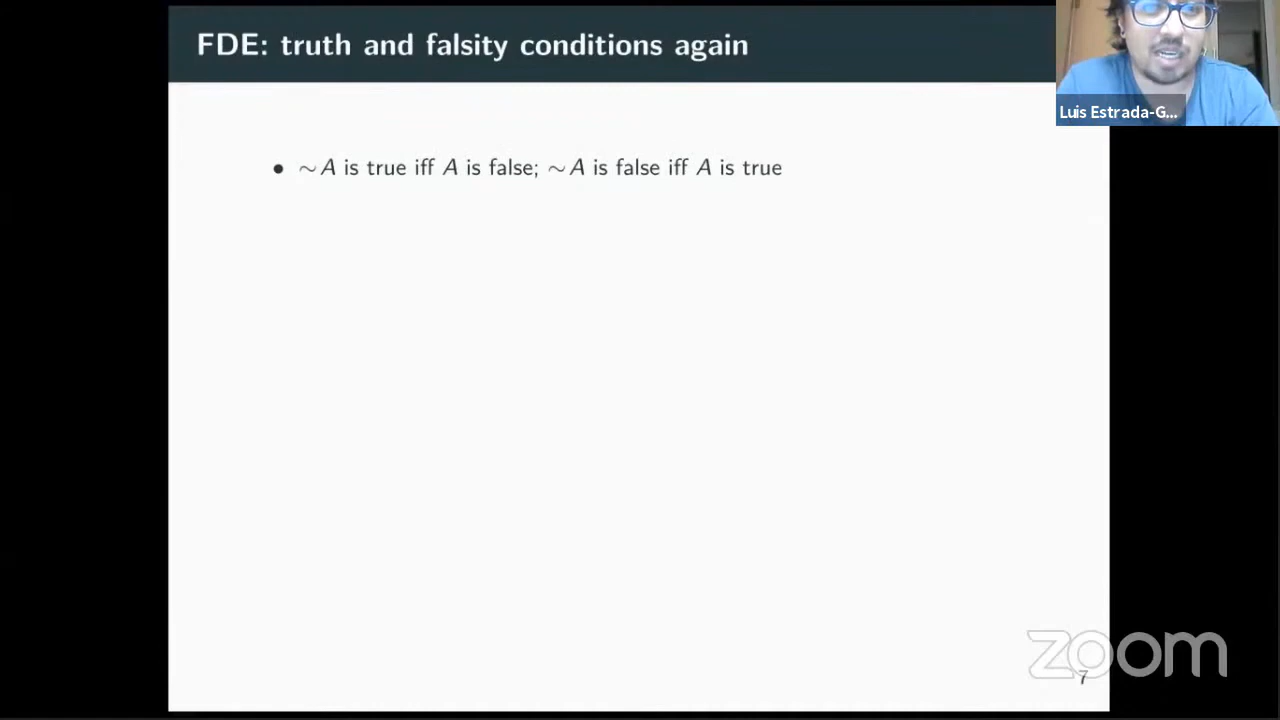 FDE: truth and falsity conditions again
Luis Estrada-G...
• ∼A is true iff A is false; ∼A is false iff A is true
zoom
7